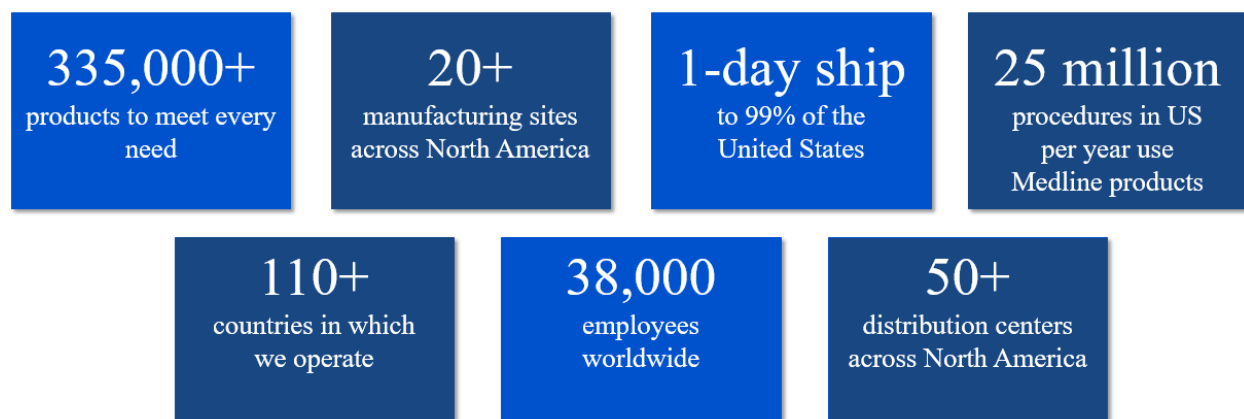 335,000+
products to meet every
need
20+
manufacturing sites
across North America
1-day ship
to 99% of the
United States
25 million
procedures in US
per year use
Medline products
110+
countries in which
we operate
38,000
employees
worldwide
50+
distribution centers
across North America